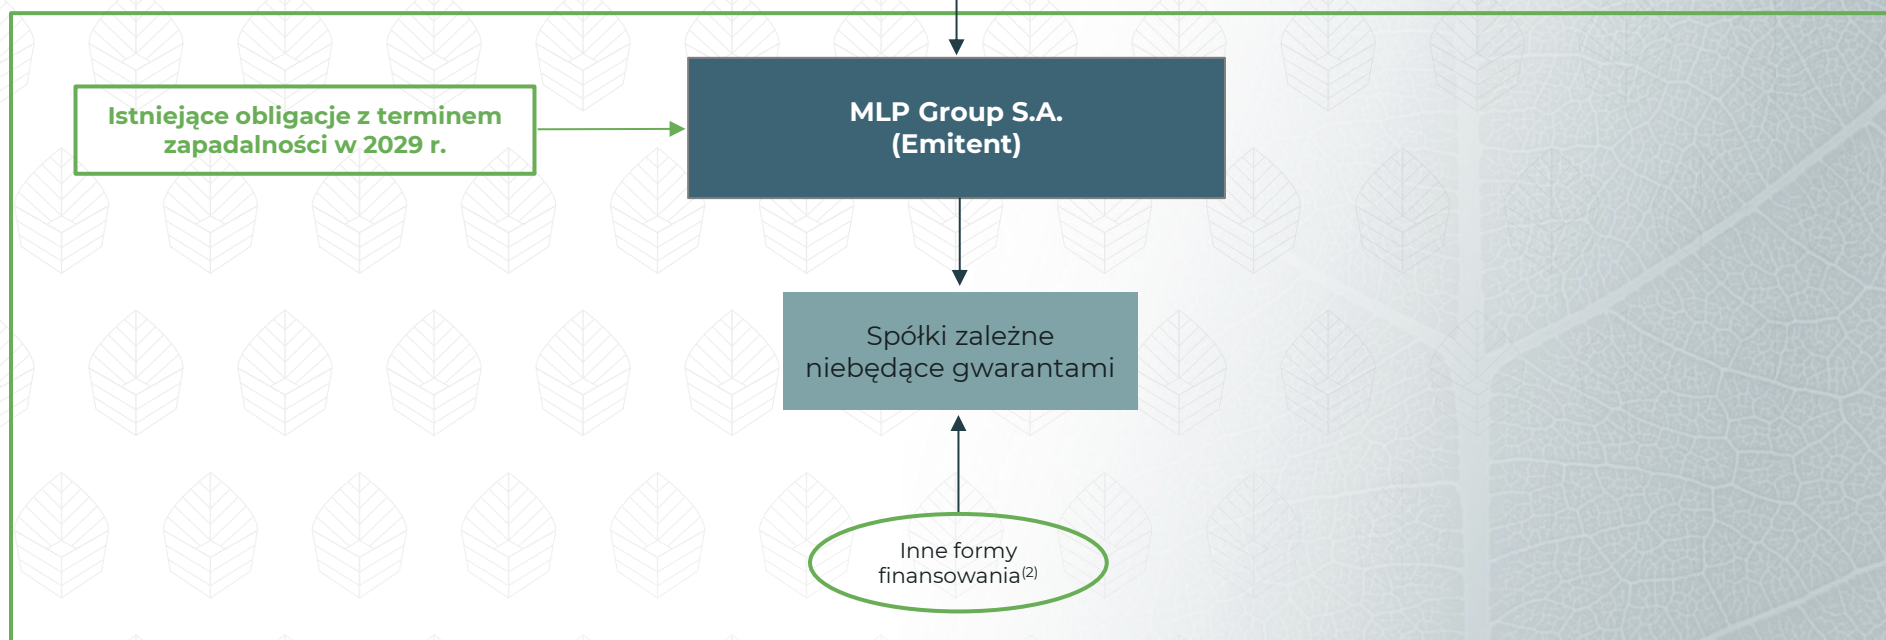 Istniejące obligacje z terminem
zapadalności w 2029 r.
MLP Group S.A.
(Emitent)
Spółki zależne
niebędące gwarantami
Inne formy
finansowania(2)